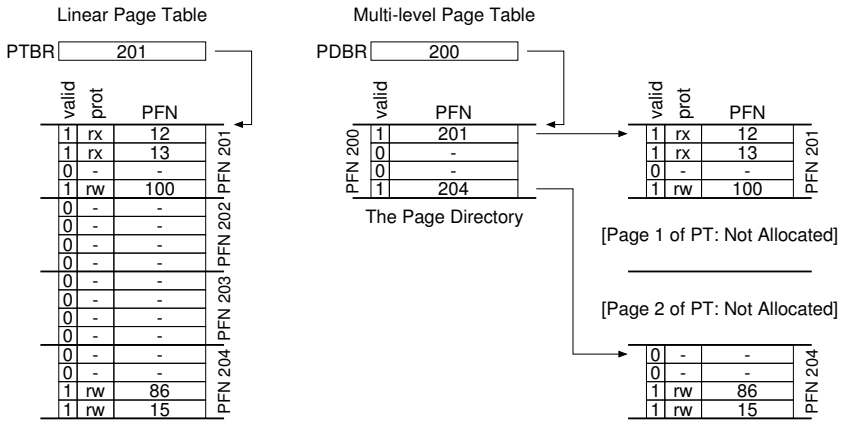 Linear Page Table
PTBR 201
valid prot PFN
1 rx 12
1 rx 13
0 - -
1 rw 100
PFN 201
0 - -
0 - -
0 - -
0 - -
PFN 202
0 - -
0 - -
0 - -
0 - -
PFN 203
0 - -
0 - -
1 rw 86
1 rw 15
PFN 204
Multi-level Page Table
PDBR 200
valid PFN
PFN 200
1 201
0 -
0 -
1 204
The Page Directory
valid prot PFN
1 rx 12
1 rx 13
0 - -
1 rw 100
PFN 201
[Page 1 of PT: Not Allocated]
[Page 2 of PT: Not Allocated]
0 - -
0 - -
1 rw 86
1 rw 15
PFN 204